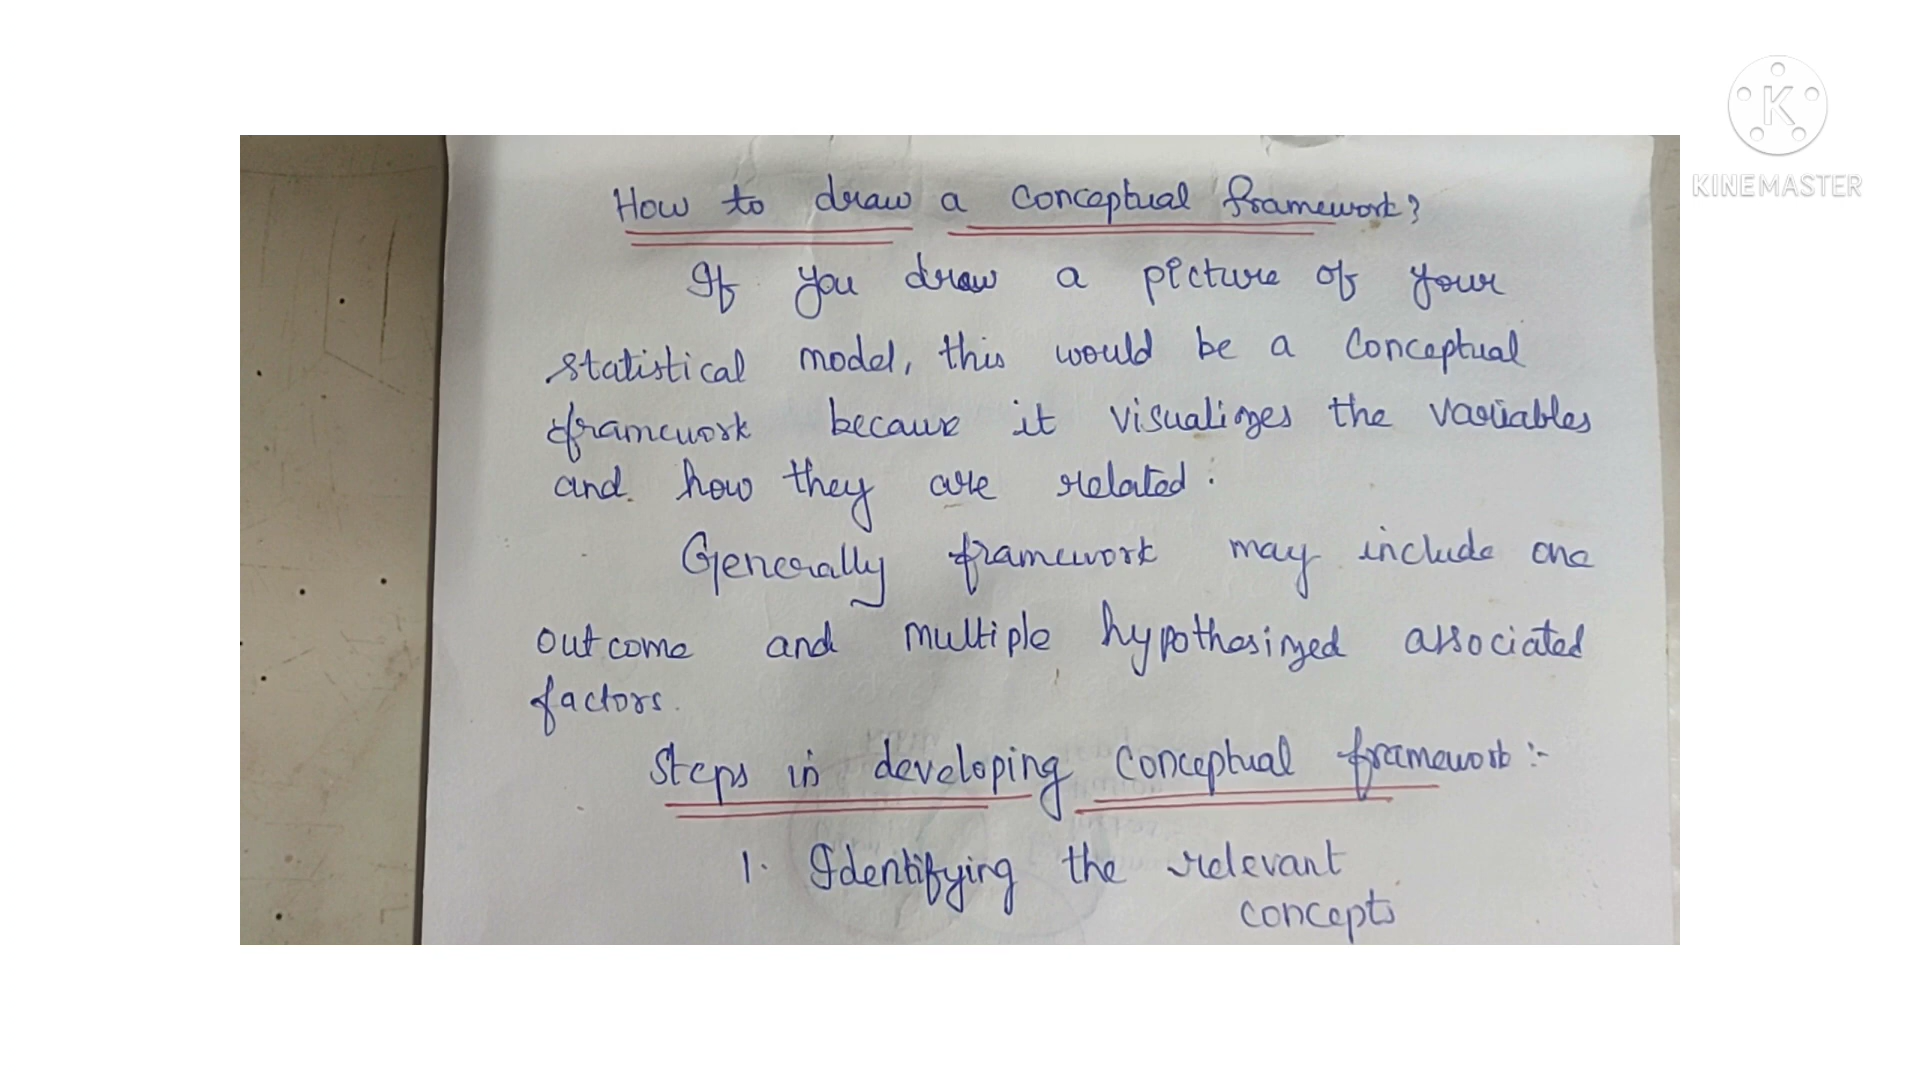 K
KINEMASTER
How to draw a conceptual framework?
If you draw a picture of your
statistical model, this would be a conceptual
framework because it visualizes the variables
and how they are related.
Generally framework may include one
outcome and multiple hypothesized associated
factors.
Steps in developing conceptual framework :-
1. Identifying the relevant
concepts